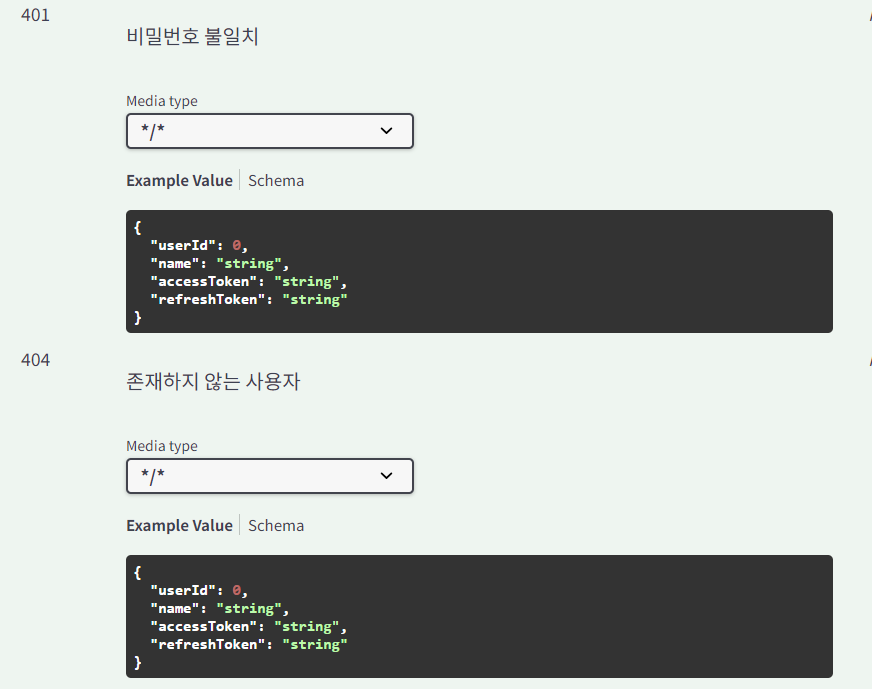 401
비밀번호 불일치
Media type
*/*
Example Value | Schema
{
  "userId": 0,
  "name": "string",
  "accessToken": "string",
  "refreshToken": "string"
}
404
존재하지 않는 사용자
Media type
*/*
Example Value | Schema
{
  "userId": 0,
  "name": "string",
  "accessToken": "string",
  "refreshToken": "string"
}